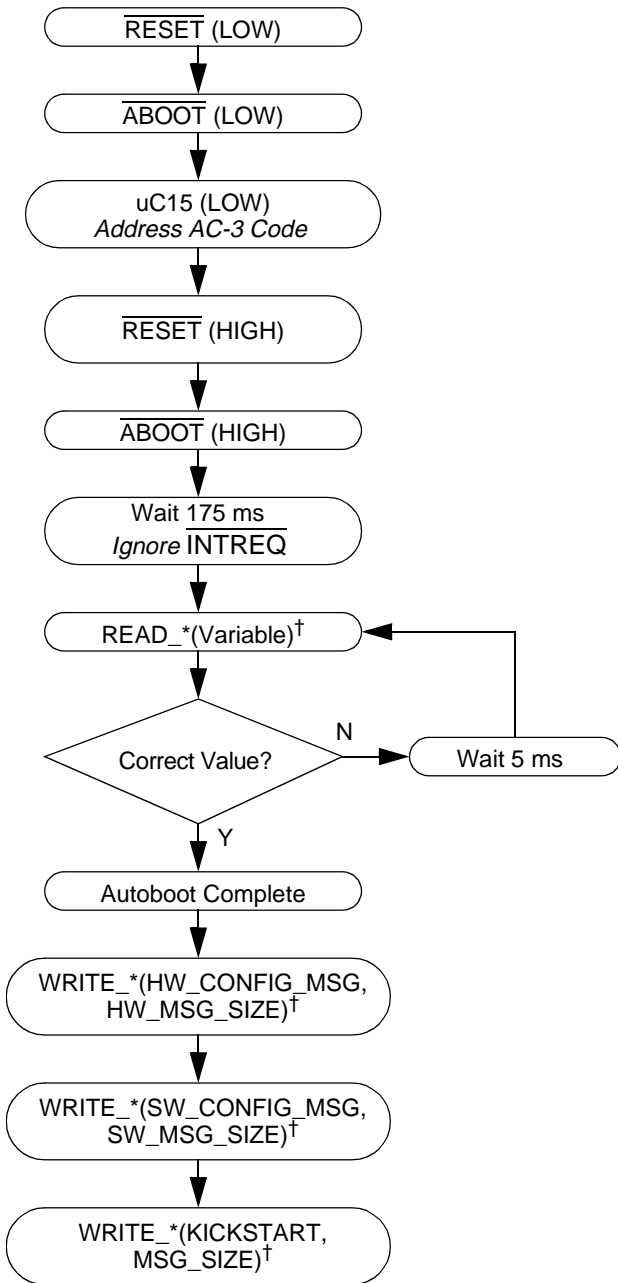 RESET (LOW)
ABOOT (LOW)
uC15 (LOW)
Address AC-3 Code
RESET (HIGH)
ABOOT (HIGH)
Wait 175 ms
Ignore INTREQ
READ_*(Variable)†
Correct Value?
N
Wait 5 ms
Y
Autoboot Complete
WRITE_*(HW_CONFIG_MSG,
HW_MSG_SIZE)†
WRITE_*(SW_CONFIG_MSG,
SW_MSG_SIZE)†
WRITE_*(KICKSTART,
MSG_SIZE)†